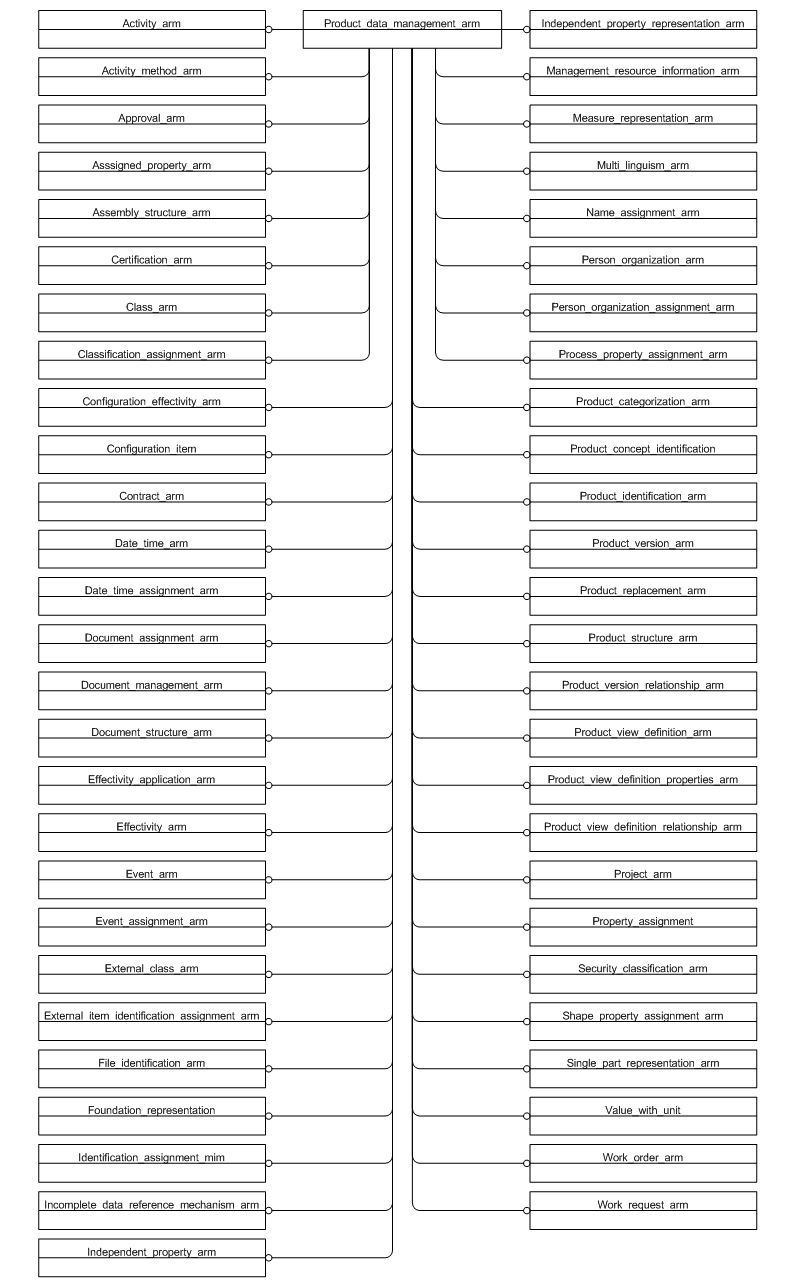 Activity_arm
Product_data_management_arm
Independent_property_representation_arm
Activity_method_arm
Management_resource_information_arm
Approval_arm
Measure_representation_arm
Asssigned_property_arm
Multi_linguism_arm
Assembly_structure_arm
Name_assignment_arm
Certification_arm
Person_organization_arm
Class_arm
Person_organization_assignment_arm
Classification_assignment_arm
Process_property_assignment_arm
Configuration_effectivity_arm
Product_categorization_arm
Configuration_item
Product_concept_identification
Contract_arm
Product_identification_arm
Date_time_arm
Product_version_arm
Date_time_assignment_arm
Product_replacement_arm
Document_assignment_arm
Product_structure_arm
Document_management_arm
Product_version_relationship_arm
Document_structure_arm
Product_view_definition_arm
Effectivity_application_arm
Product_view_definition_properties_arm
Effectivity_arm
Product_view_definition_relationship_arm
Event_arm
Project_arm
Event_assignment_arm
Property_assignment
External_class_arm
Security_classification_arm
External_item_identification_assignment_arm
Shape_property_assignment_arm
File_identification_arm
Single_part_representation_arm
Foundation_representation
Value_with_unit
Identification_assignment_mim
Work_order_arm
Incomplete_data_reference_mechanism_arm
Work_request_arm
Independent_property_arm